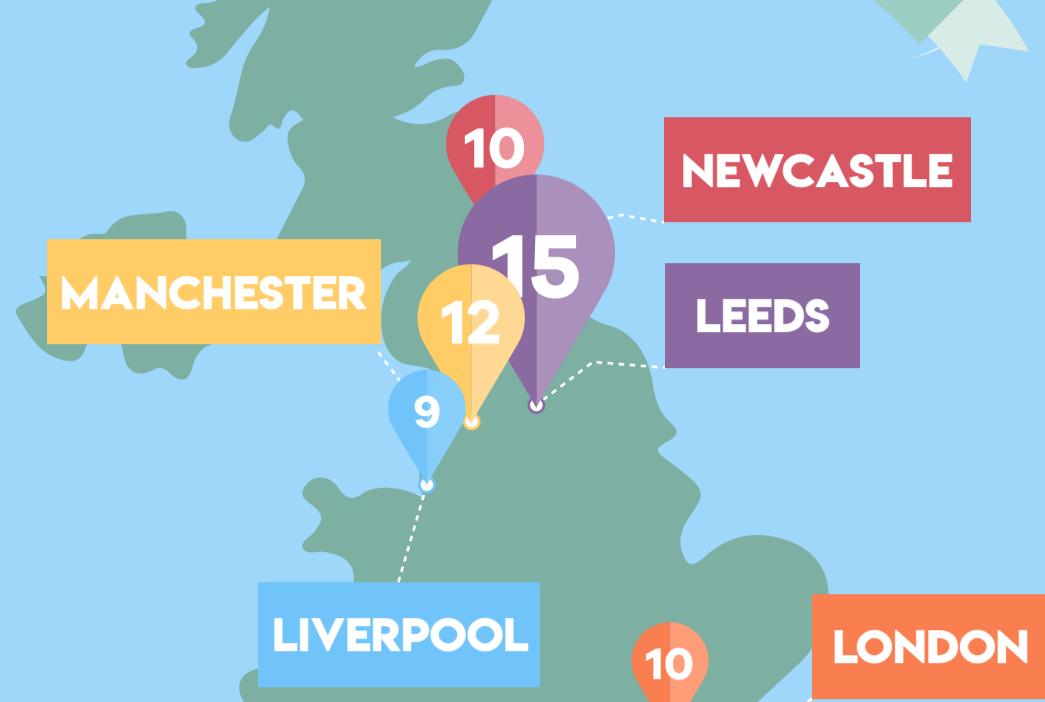 10
NEWCASTLE
15
MANCHESTER
12
LEEDS
9
LIVERPOOL
10
LONDON